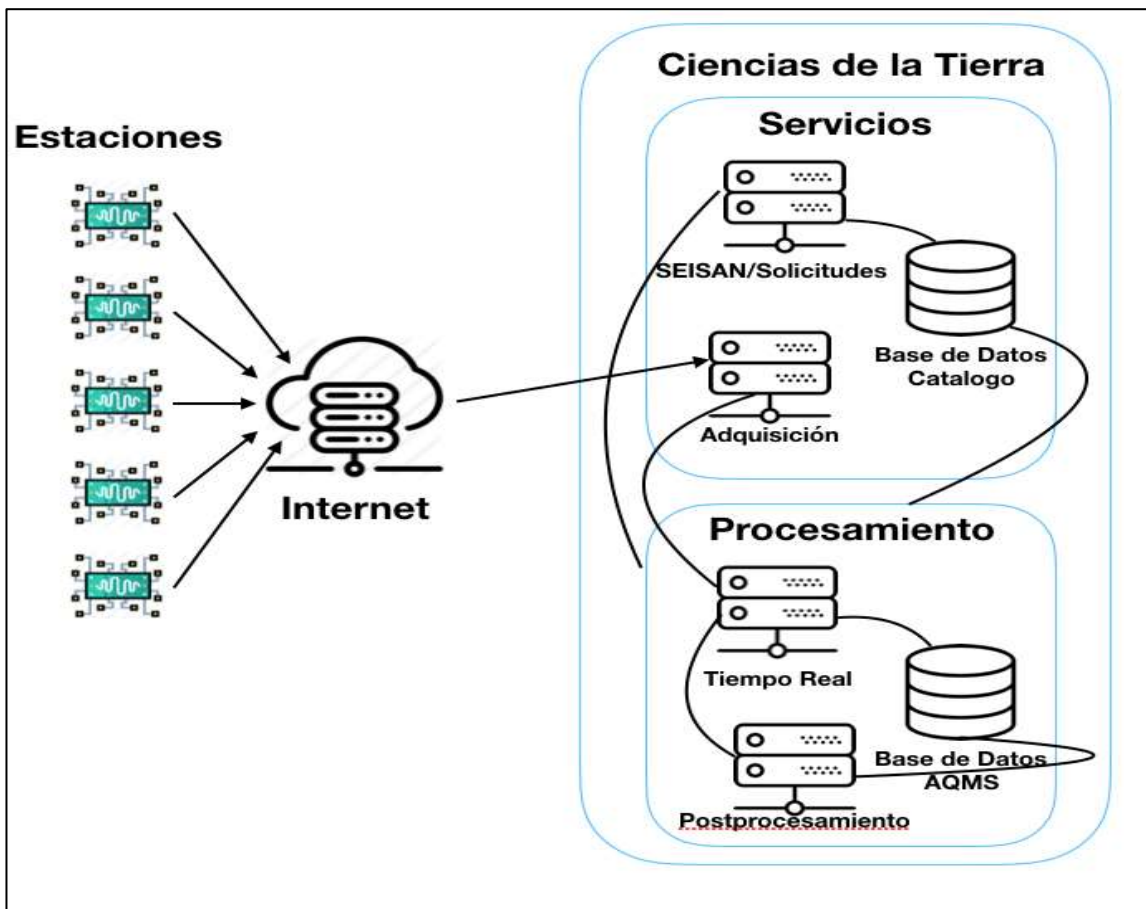 Ciencias de la Tierra
Servicios
Estaciones
SEISAN/Solicitudes
Base de Datos
Catalogo
Adquisición
Internet
Procesamiento
Tiempo Real
Base de Datos
AQMS
Postprocesamiento